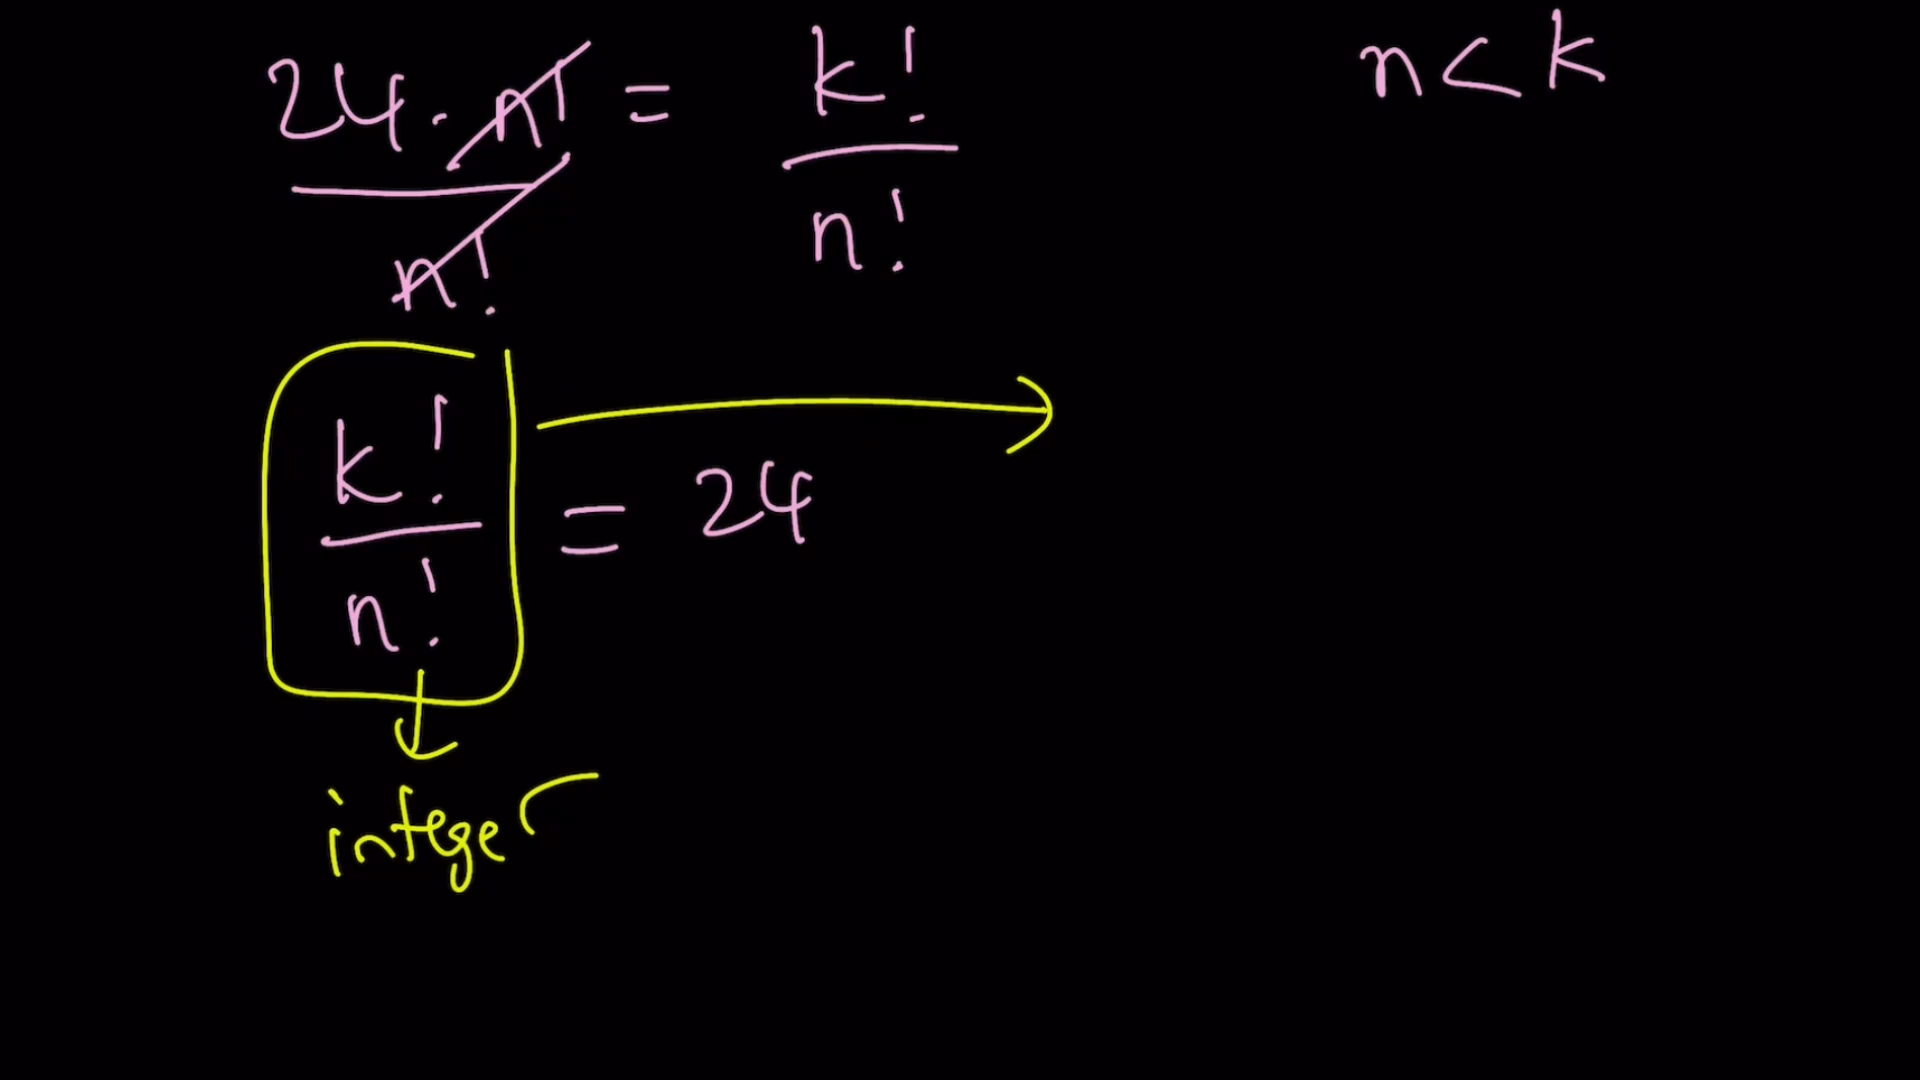 24 · n! = k! / n!
n!
n < k
k! / n! = 24
integer